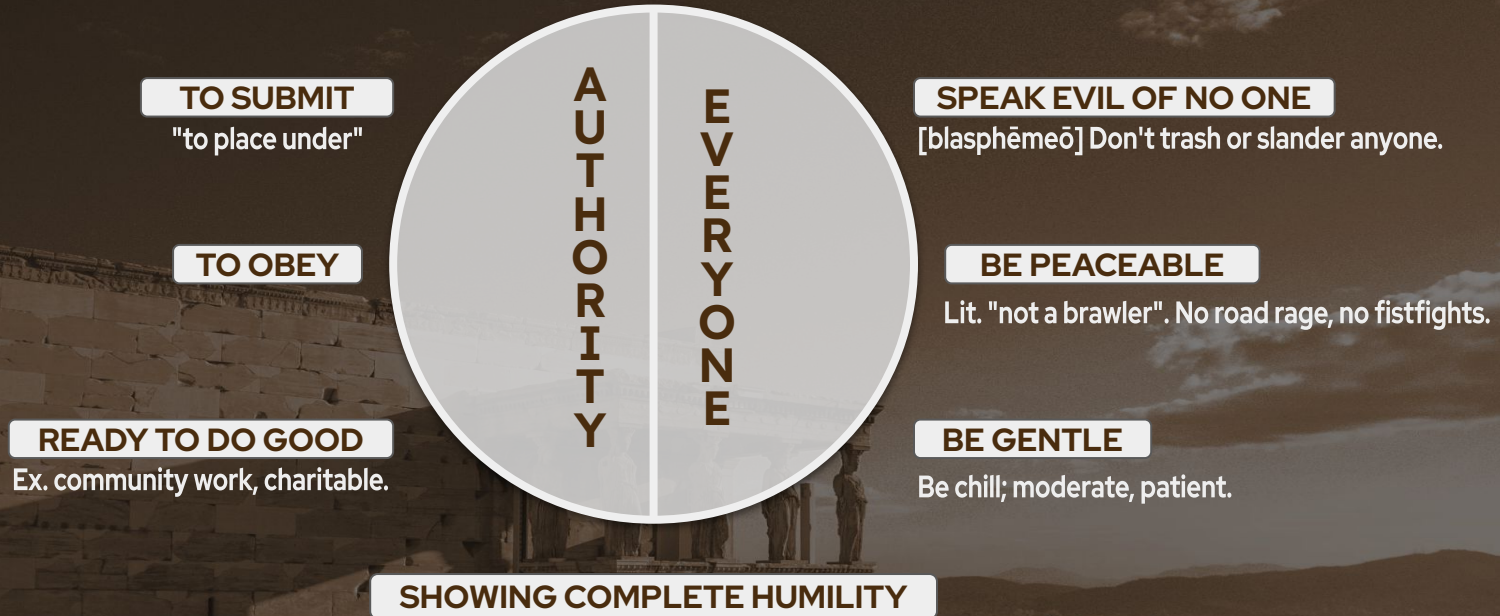 TO SUBMIT
"to place under"
TO OBEY
READY TO DO GOOD
Ex. community work, charitable.
AUTHORITY
EVERYONE
SPEAK EVIL OF NO ONE
[blasphēmeō] Don't trash or slander anyone.
BE PEACEABLE
Lit. "not a brawler". No road rage, no fistfights.
BE GENTLE
Be chill; moderate, patient.
SHOWING COMPLETE HUMILITY